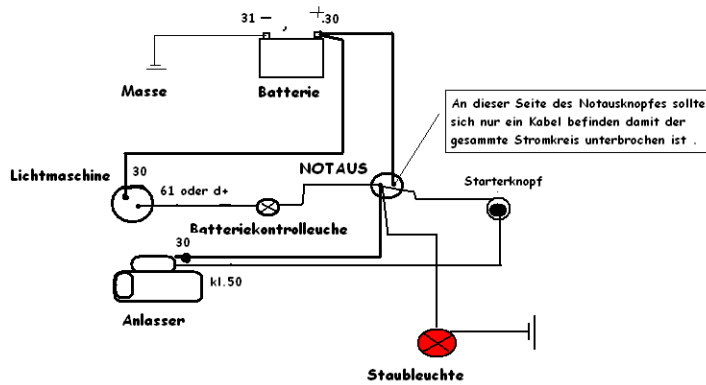 31 – , + .30
Masse
Batterie
An dieser Seite des Notausknopfes sollte
sich nur ein Kabel befinden damit der
gesammte Stromkreis unterbrochen ist .
30
NOTAUS
Lichtmaschine
61 oder d+
Starterknopf
Batteriekontrolleuche
30
kl.50
Anlasser
Staubleuchte